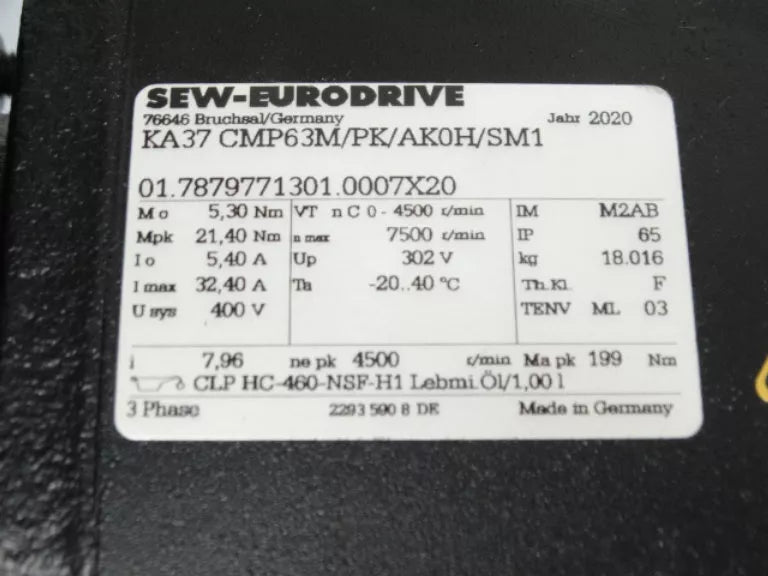 SEW-EURODRIVE
76646 Bruchsal/Germany Jahr 2020
KA37 CMP63M/PK/AK0H/SM1
01.7879771301.0007X20
Mo 5,30 Nm VT n C 0 - 4500 r/min IM M2AB
Mpk 21,40 Nm n max 7500 r/min IP 65
Io 5,40 A Up 302 V kg 18.016
I max 32,40 A Ta -20..40 °C Th.Kl. F
U sys 400 V TENV ML 03
i 7,96 ne pk 4500 r/min Ma pk 199 Nm
CLP HC-460-NSF-H1 Lebmi.Öl/1,00 l
3 Phase 2293 590 8 DE Made in Germany